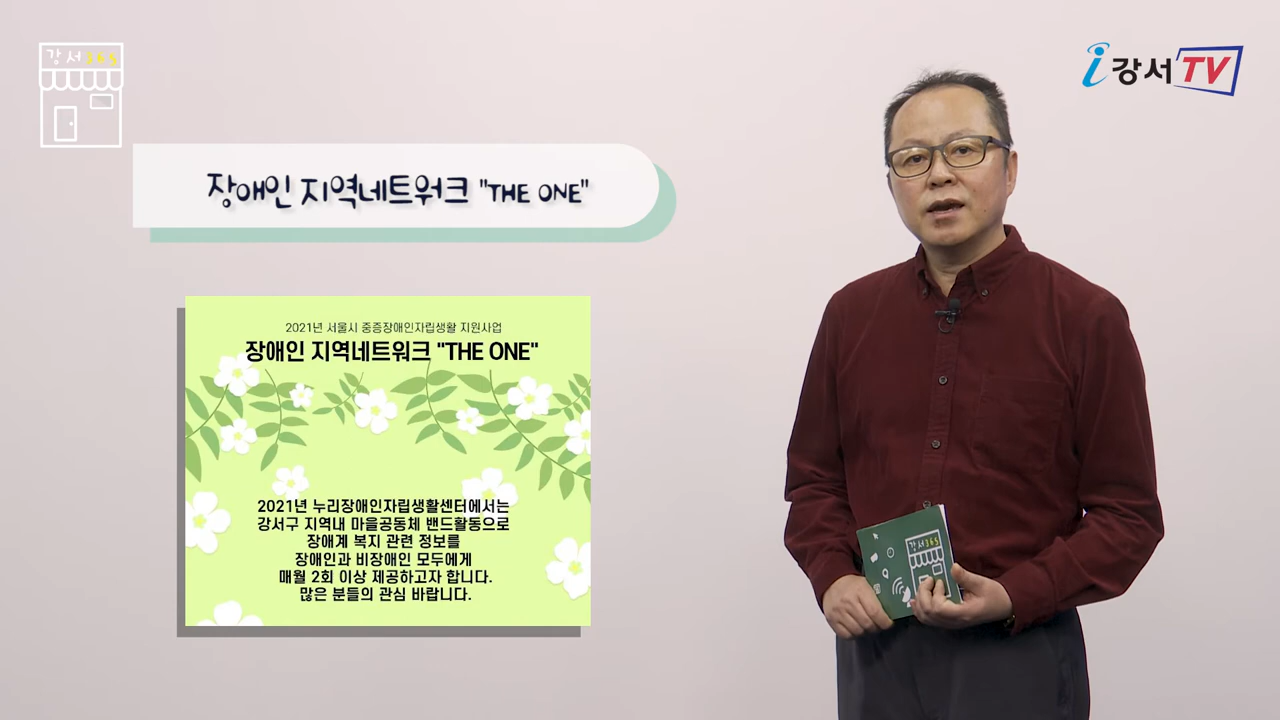 강서365
i강서TV
장애인 지역네트워크 "THE ONE"
2021년 서울시 중증장애인자립생활 지원사업
장애인 지역네트워크 "THE ONE"
2021년 누리장애인자립생활센터에서는
강서구 지역내 마을공동체 밴드활동으로
장애계 복지 관련 정보를
장애인과 비장애인 모두에게
매월 2회 이상 제공하고자 합니다.
많은 분들의 관심 바랍니다.
강서365